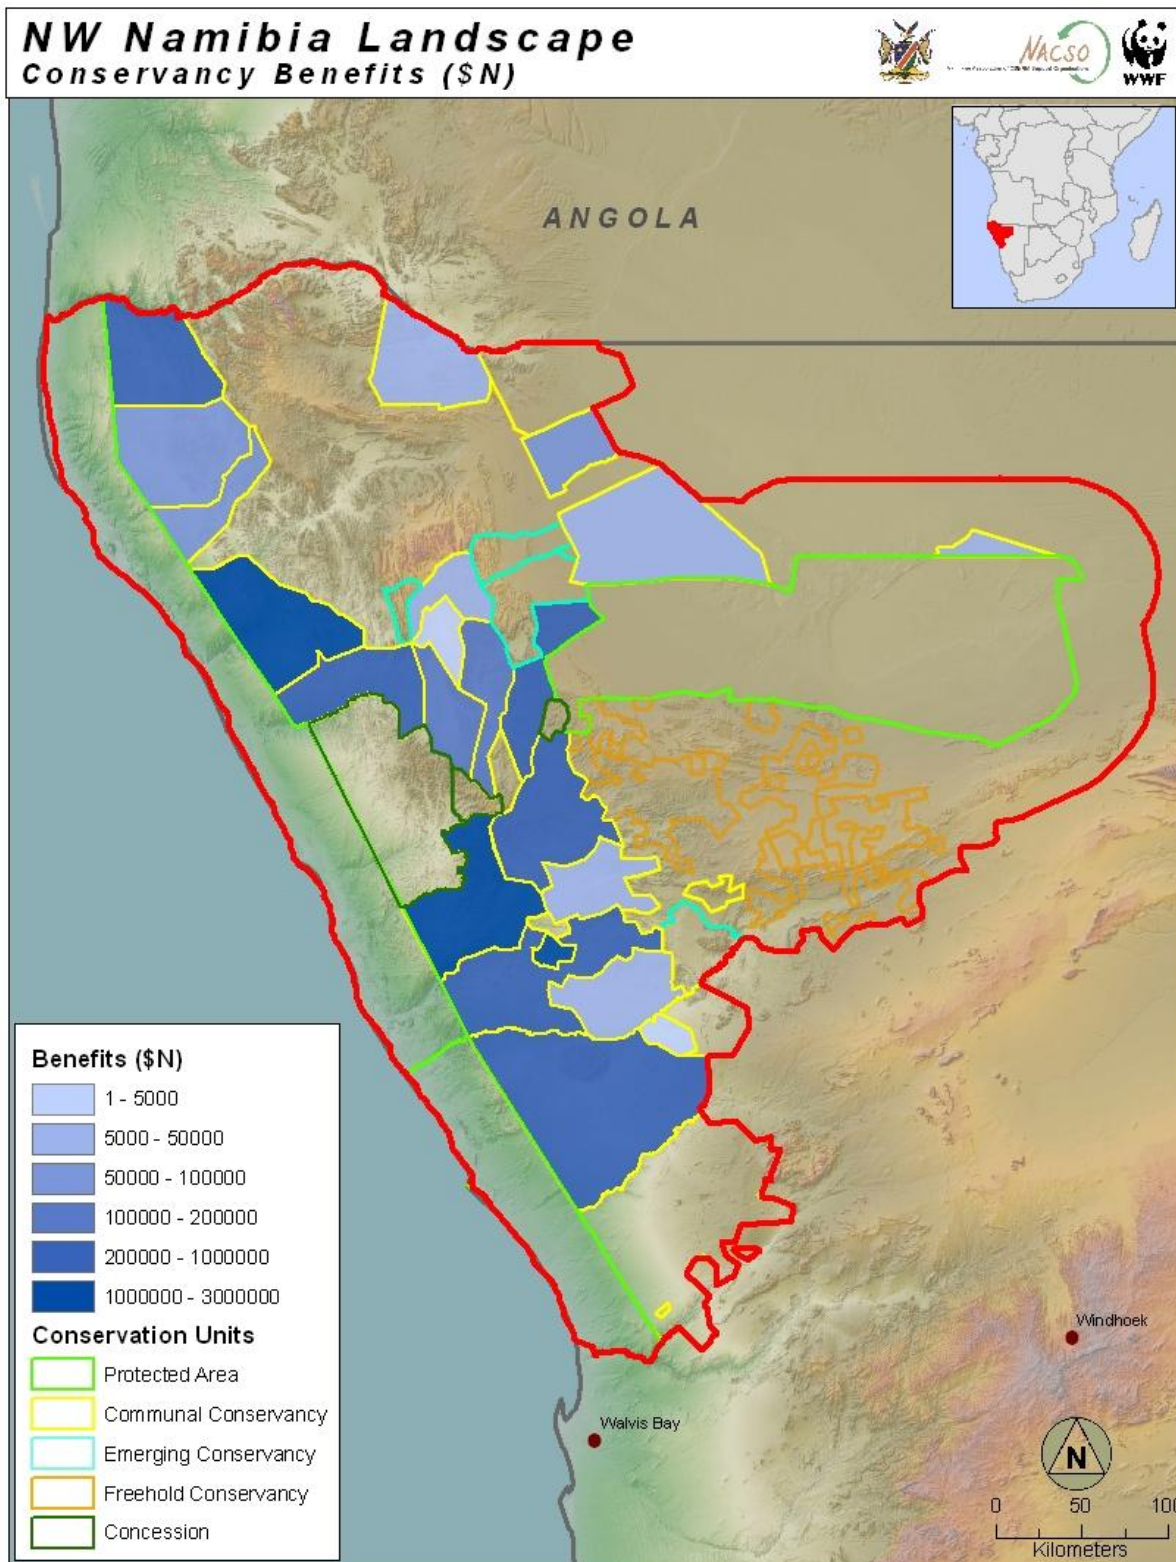 NW Namibia Landscape
Conservancy Benefits ($N)
NACSO
WWF
ANGOLA
Benefits ($N)
1 - 5000
5000 - 50000
50000 - 100000
100000 - 200000
200000 - 1000000
1000000 - 3000000
Conservation Units
Protected Area
Communal Conservancy
Emerging Conservancy
Freehold Conservancy
Concession
Windhoek
Walvis Bay
N
0 50 100
Kilometers